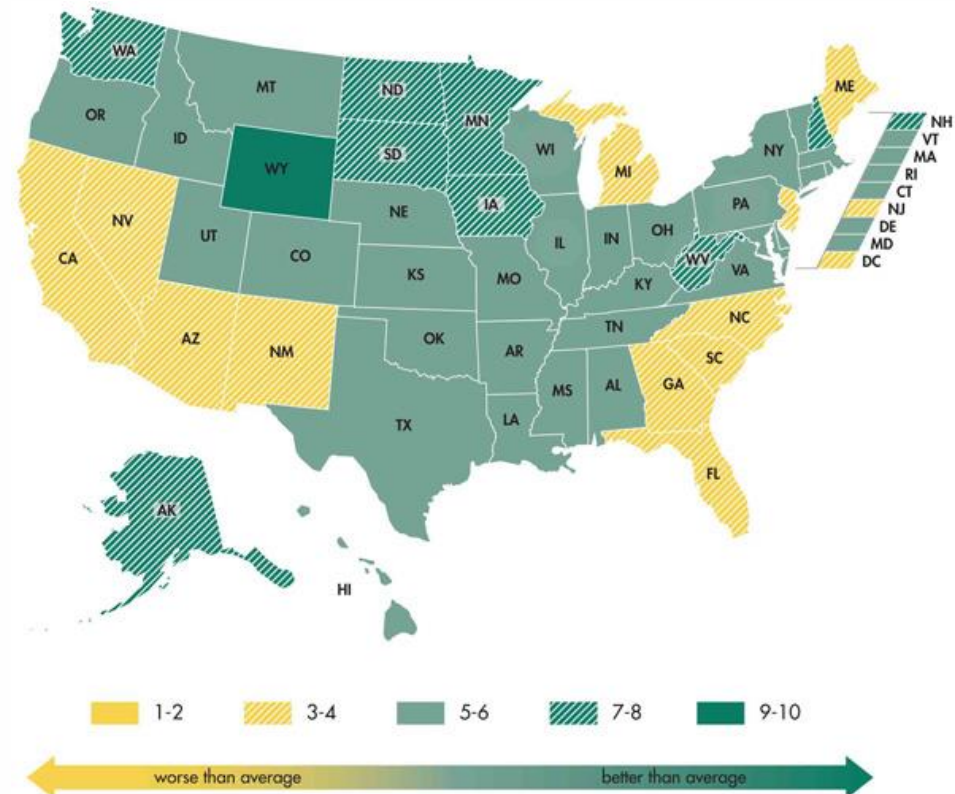 WA
MT
ND
MN
ME
OR
ID
SD
WI
NY
NH
VT
MA
RI
CT
NJ
DE
MD
DC
WY
MI
IA
NE
PA
NV
UT
CO
IL
IN
OH
WV
VA
CA
KS
MO
KY
NC
AZ
NM
OK
AR
TN
SC
TX
LA
MS
AL
GA
FL
AK
HI
1-2
3-4
5-6
7-8
9-10
worse than average
better than average